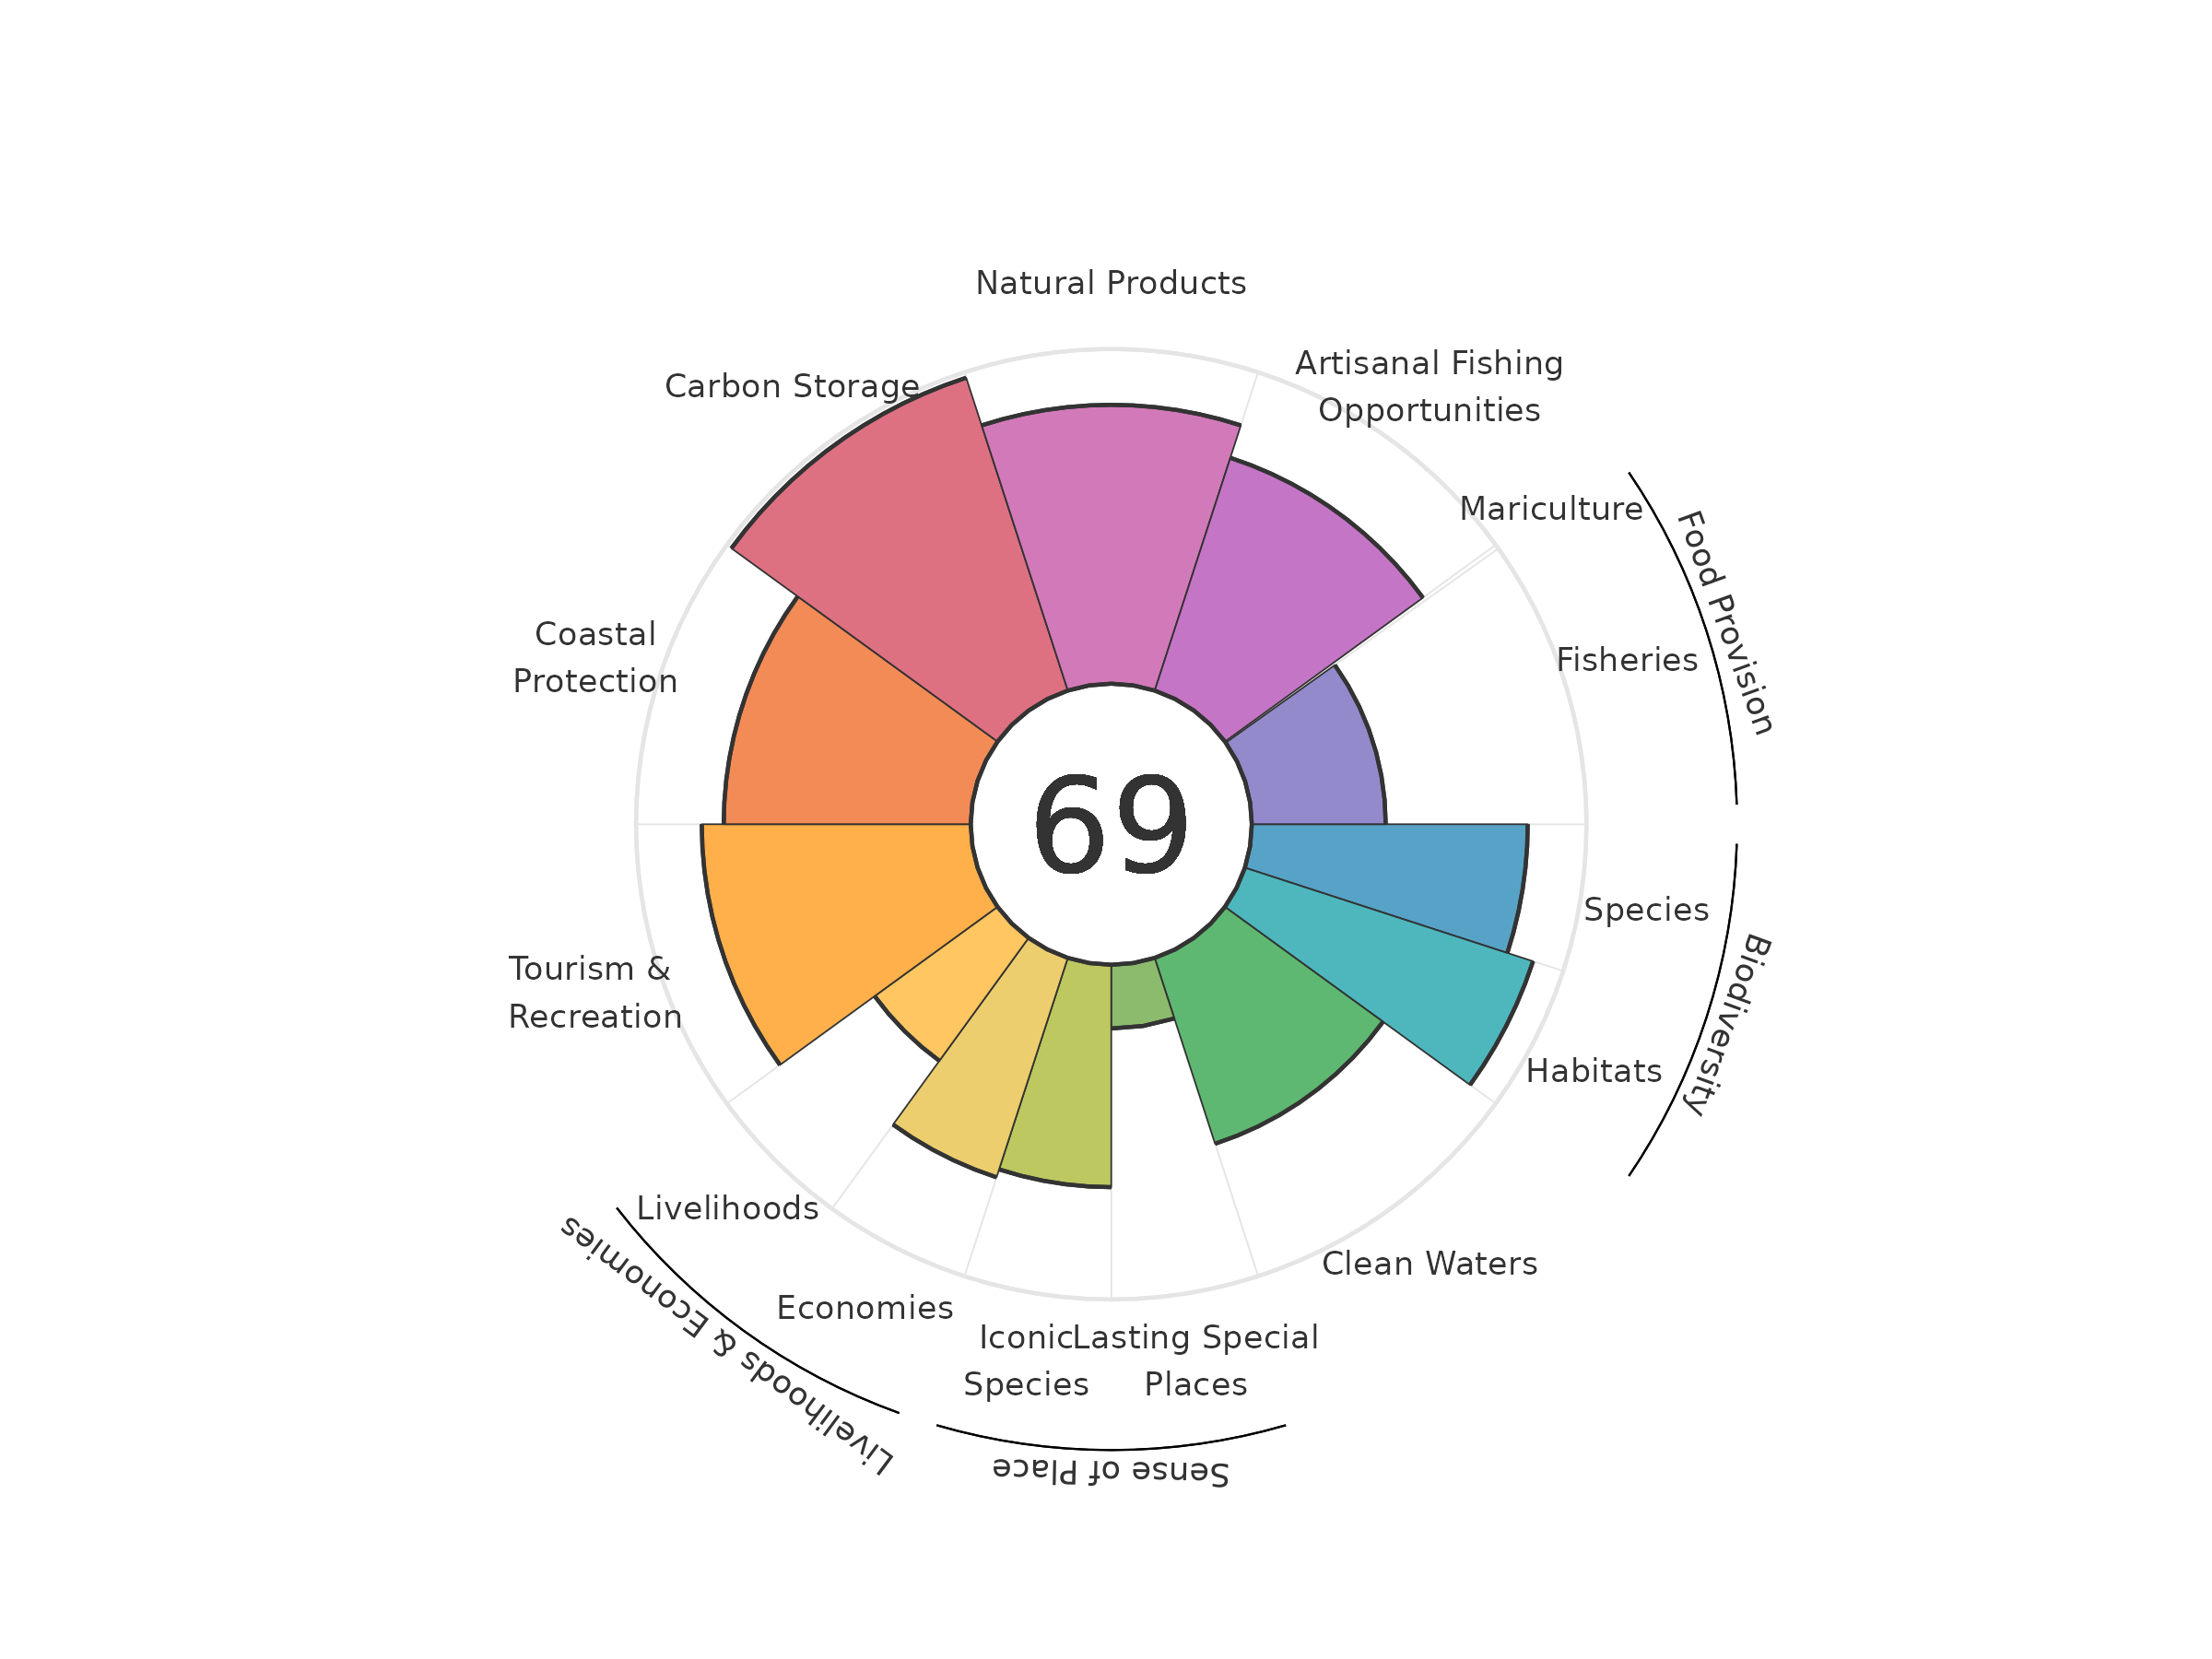 Natural Products
Artisanal Fishing
Opportunities
Carbon Storage
Mariculture
Food Provision
Coastal
Protection
Fisheries
69
Species
Biodiversity
Tourism &
Recreation
Habitats
Livelihoods
Livelihoods & Economies
Clean Waters
Economies
Iconic
Species
Lasting Special
Places
Sense of Place